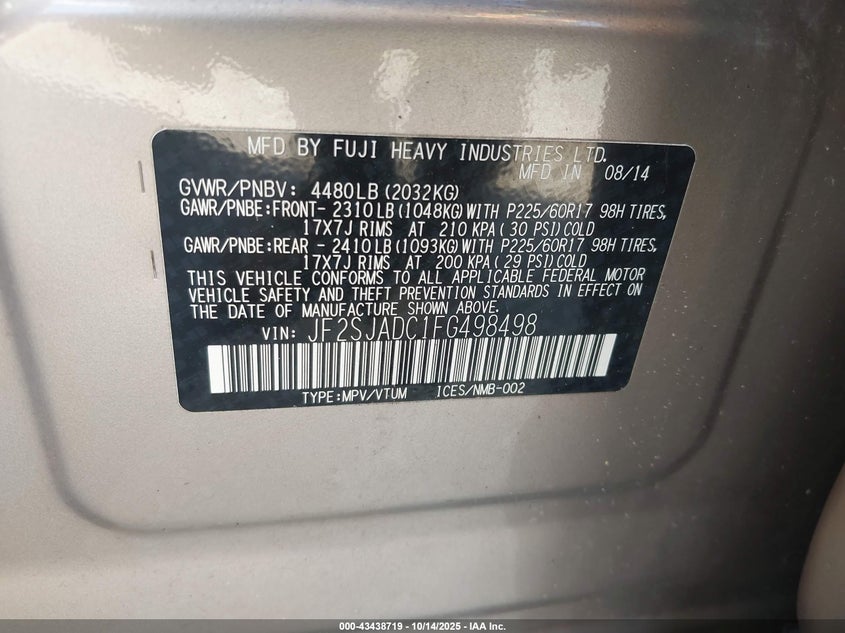 MFD BY FUJI HEAVY INDUSTRIES LTD.
MFD IN 08/14
GVWR/PNBV: 4480LB(2032KG)
GAWR/PNBE:FRONT- 2310LB(1048KG)WITH P225/60R17 98H TIRES,
17X7J RIMS AT 210 KPA( 30 PSI)COLD
GAWR/PNBE:REAR - 2410LB(1093KG)WITH P225/60R17 98H TIRES,
17X7J RIMS AT 200 KPA( 29 PSI)COLD
THIS VEHICLE CONFORMS TO ALL APPLICABLE FEDERAL MOTOR
VEHICLE SAFETY AND THEFT PREVENTION STANDARDS IN EFFECT ON
THE DATE OF MANUFACTURE SHOWN ABOVE.
VIN: JF2SJADC1FG498498
TYPE:MPV/VTUM ICES/NMB-002
000-43438719 - 10/14/2025 - IAA Inc.